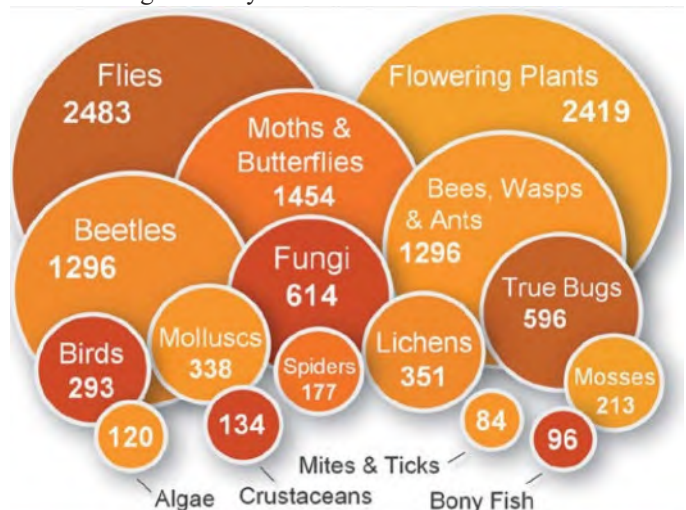 Flies
2483
Flowering Plants
2419
Moths &
Butterflies
1454
Bees, Wasps
& Ants
1296
Beetles
1296
Fungi
614
True Bugs
596
Molluscs
338
Lichens
351
Birds
293
Spiders
177
Mosses
213
120
134
84
96
Mites & Ticks
Algae
Crustaceans
Bony Fish